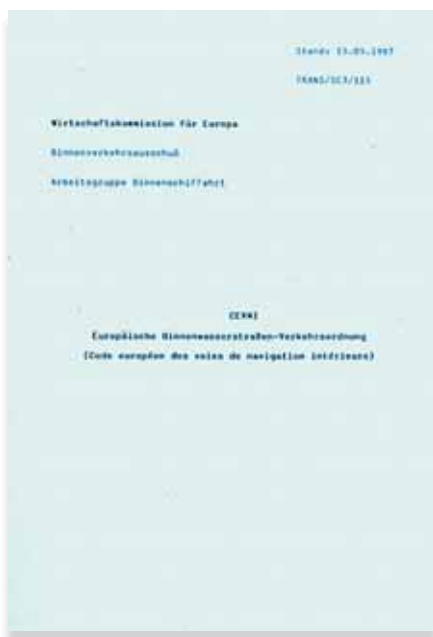 Stand: 15.05.1987
TRANS/SC3/115
Wirtschaftskommission für Europa
Binnenverkehrsausschuß
Arbeitsgruppe Binnenschiffahrt
CEVNI
Europäische Binnenwasserstraßen-Verkehrsordnung
(Code européen des voies de navigation intérieure)